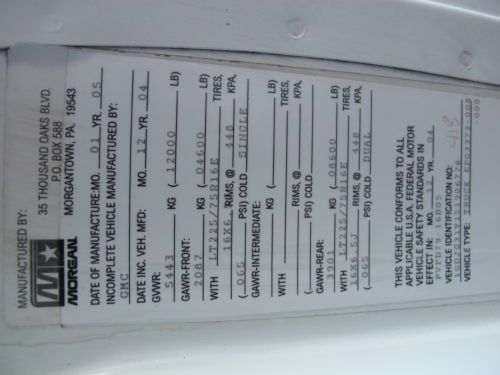 MANUFACTURED BY:
MORGAN
35 THOUSAND OAKS BLVD.
P.O. BOX 588
MORGANTOWN, PA. 19543
DATE OF MANUFACTURE: MO. 01 YR. 05
INCOMPLETE VEHICLE MANUFACTURED BY:
GMC
DATE INC. VEH. MFD: MO. 12 YR. 04
GVWR:
5443 KG ( 12000 LB)
GAWR-FRONT:
2087 KG ( 04600 LB)
WITH LT225/75R16E TIRES,
16X6. RIMS, @ 448 KPA,
( 065 PSI) COLD SINGLE
GAWR-INTERMEDIATE:
KG ( LB)
WITH TIRES,
RIMS, @ KPA,
( PSI) COLD
GAWR-REAR:
3901 KG ( 08600 LB)
WITH LT225/75R16E TIRES,
16X6.5J RIMS, @ 448 KPA,
( 065 PSI) COLD DUAL
THIS VEHICLE CONFORMS TO ALL
APPLICABLE U.S.A. FEDERAL MOTOR
VEHICLE SAFETY STANDARDS IN
EFFECT IN: MO. 12 YR. 04
VEHICLE IDENTIFICATION NO.:
VEHICLE TYPE: TRUCK